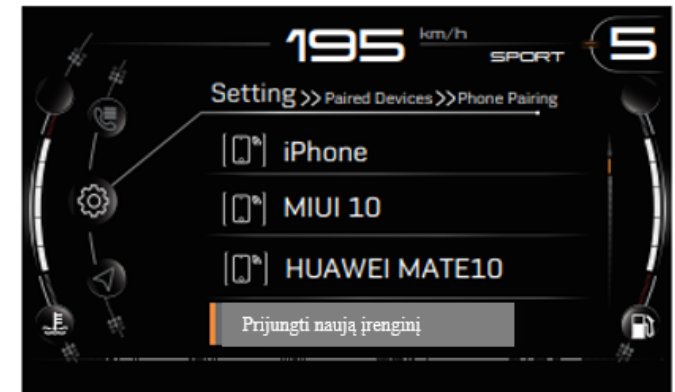 195 km/h
SPORT
5
Setting >> Paired Devices >> Phone Pairing
iPhone
MIUI 10
HUAWEI MATE10
Prijungti naują įrenginį